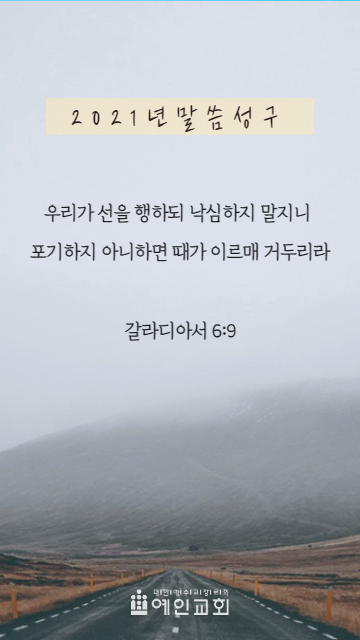 2021년말씀성구
우리가 선을 행하되 낙심하지 말지니
포기하지 아니하면 때가 이르매 거두리라
갈라디아서 6:9
예인교회